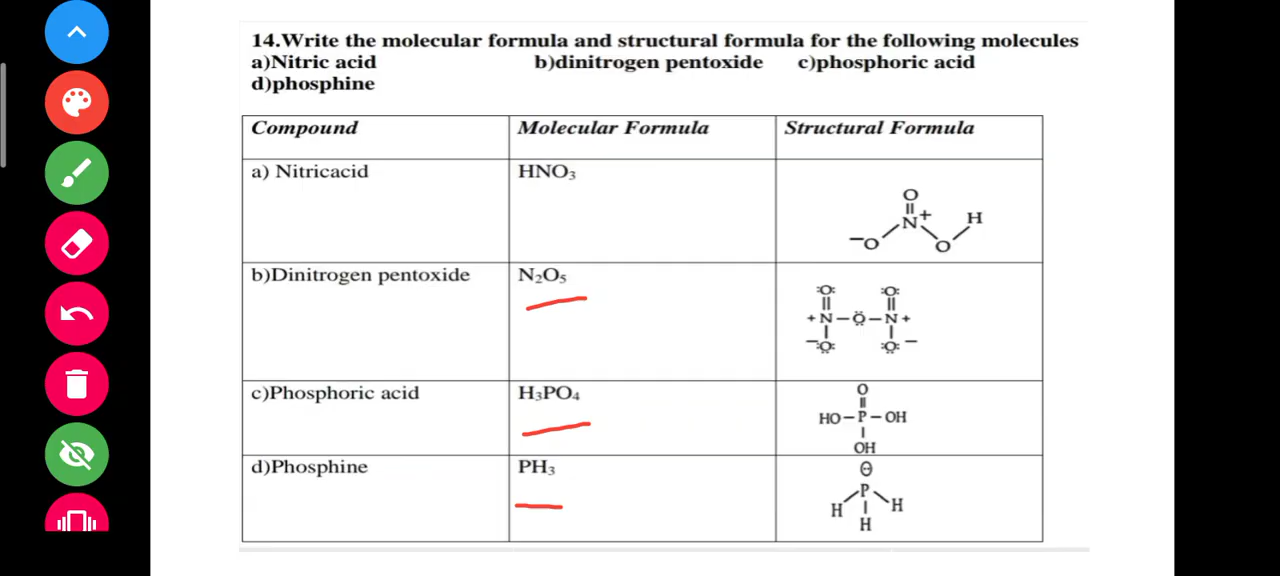 14.Write the molecular formula and structural formula for the following molecules
a)Nitric acid b)dinitrogen pentoxide c)phosphoric acid
d)phosphine
Compound Molecular Formula Structural Formula
a) Nitricacid HNO₃
O
N+ H
−O O
b)Dinitrogen pentoxide N₂O₅
:O: :O:
+N–Ö–N+
−:O: :O:−
c)Phosphoric acid H₃PO₄
O
HO–P–OH
OH
d)Phosphine PH₃
P
H H
H